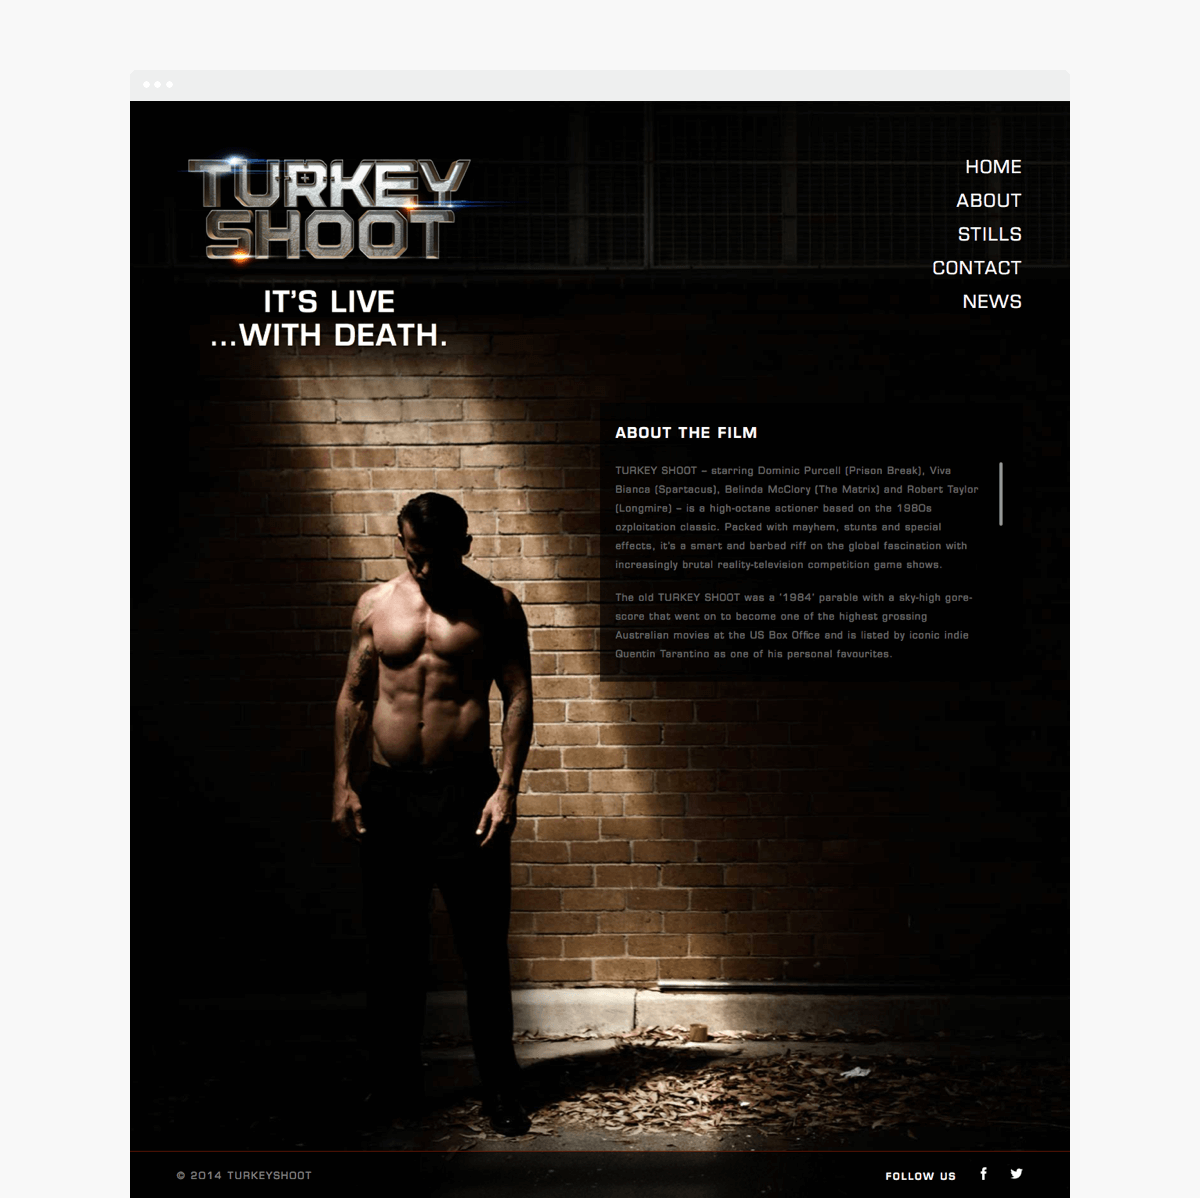 TURKEY
SHOOT
IT'S LIVE
...WITH DEATH.
HOME
ABOUT
STILLS
CONTACT
NEWS
ABOUT THE FILM
TURKEY SHOOT – starring Dominic Purcell (Prison Break), Viva
Bianca (Spartacus), Belinda McClory (The Matrix) and Robert Taylor
(Longmire) – is a high-octane actioner based on the 1980s
ozploitation classic. Packed with mayhem, stunts and special
effects, it's a smart and barbed riff on the global fascination with
increasingly brutal reality-television competition game shows.
The old TURKEY SHOOT was a '1984' parable with a sky-high gore-
score that went on to become one of the highest grossing
Australian movies at the US Box Office and is listed by iconic indie
Quentin Tarantino as one of his personal favourites.
© 2014 TURKEYSHOOT
FOLLOW US